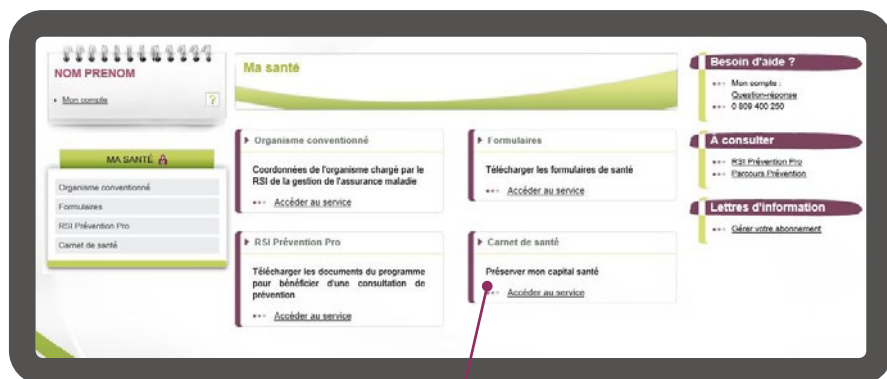 NOM PRENOM
Mon compte
?
MA SANTÉ
Organisme conventionné
Formulaires
RSI Prévention Pro
Carnet de santé
Ma santé
Organisme conventionné
Coordonnées de l'organisme chargé par le
RSI de la gestion de l'assurance maladie
Accéder au service
Formulaires
Télécharger les formulaires de santé
Accéder au service
RSI Prévention Pro
Télécharger les documents du programme
pour bénéficier d'une consultation de
prévention
Accéder au service
Carnet de santé
Préserver mon capital santé
Accéder au service
Besoin d'aide ?
Mon compte :
Question-réponse
0 809 400 250
À consulter
RSI Prévention Pro
Parcours Prévention
Lettres d'information
Gérer votre abonnement